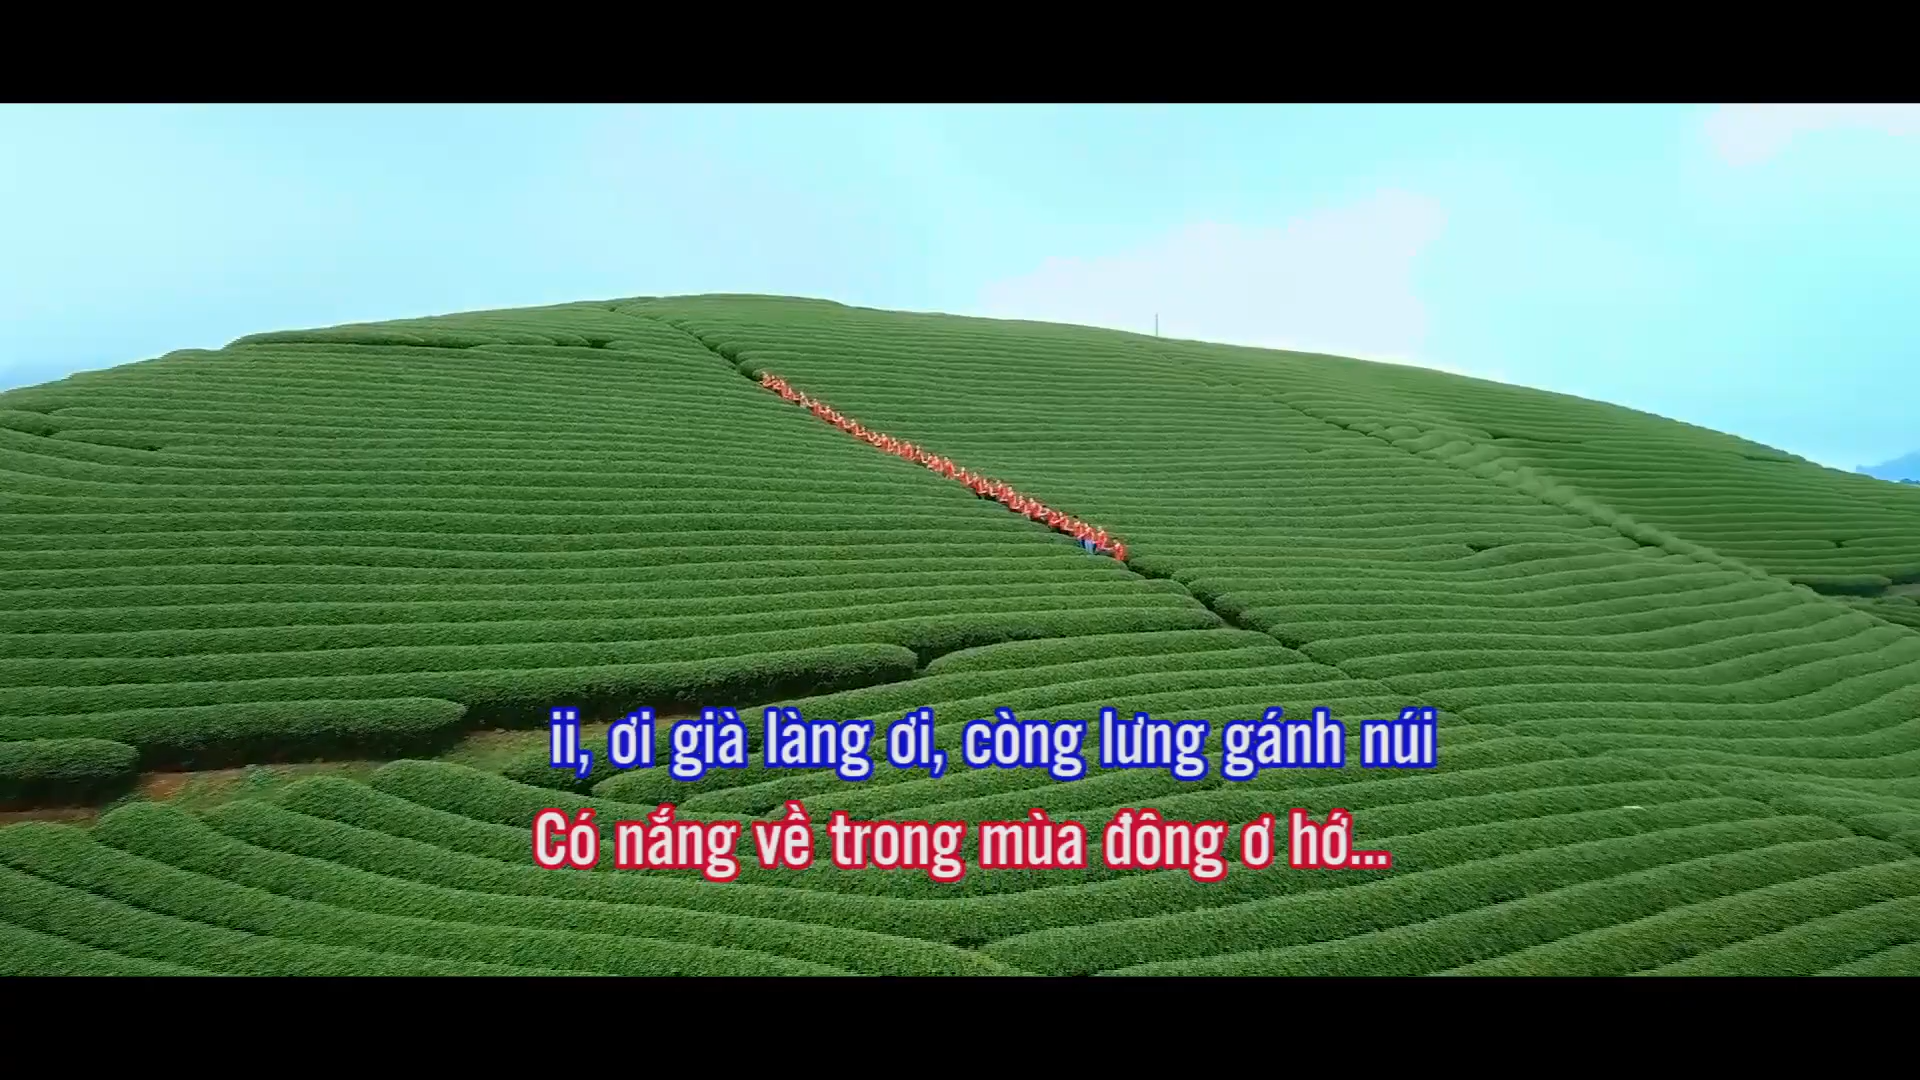 ii, ơi già làng ơi, còng lưng gánh núi
Có nắng về trong mùa đông ơ hớ...